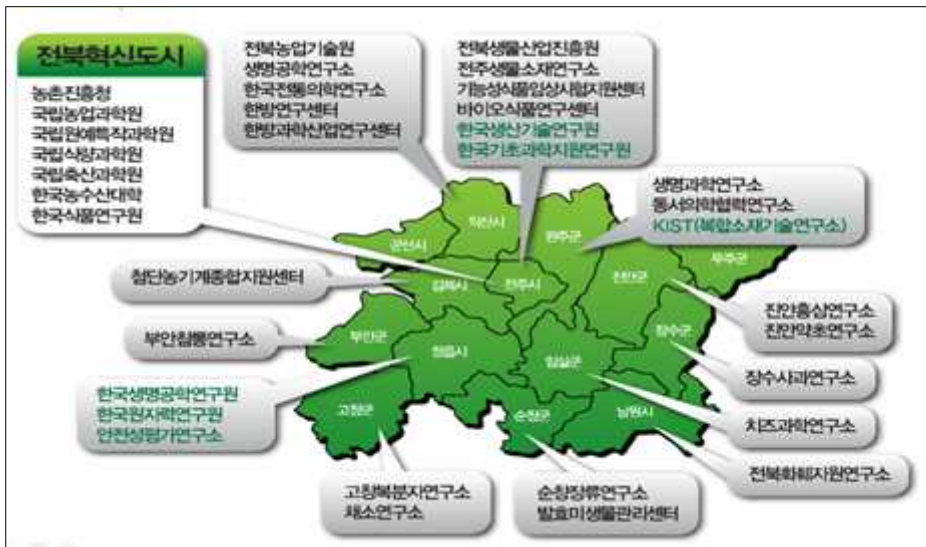 전북혁신도시
농촌진흥청
국립농업과학원
국립원예특작과학원
국립식량과학원
국립축산과학원
한국농수산대학
한국식품연구원
전북농업기술원
생명공학연구소
한국전통의학연구소
한방연구센터
한방과학산업연구센터
전북생물산업진흥원
전주생물소재연구소
기능성식품임상시험지원센터
바이오식품연구센터
한국생산기술연구원
한국기초과학지원연구원
생명과학연구소
동서의학협력연구소
KIST(복합소재기술연구소)
익산시
군산시
완주군
무주군
김제시
전주시
진안군
첨단농기계종합지원센터
진안홍삼연구소
진안약초연구소
부안군
부안참뽕연구소
정읍시
임실군
장수군
장수사과연구소
한국생명공학연구원
한국원자력연구원
안전성평가연구소
고창군
순창군
남원시
치즈과학연구소
전북화훼자원연구소
고창복분자연구소
채소연구소
순창장류연구소
발효미생물관리센터